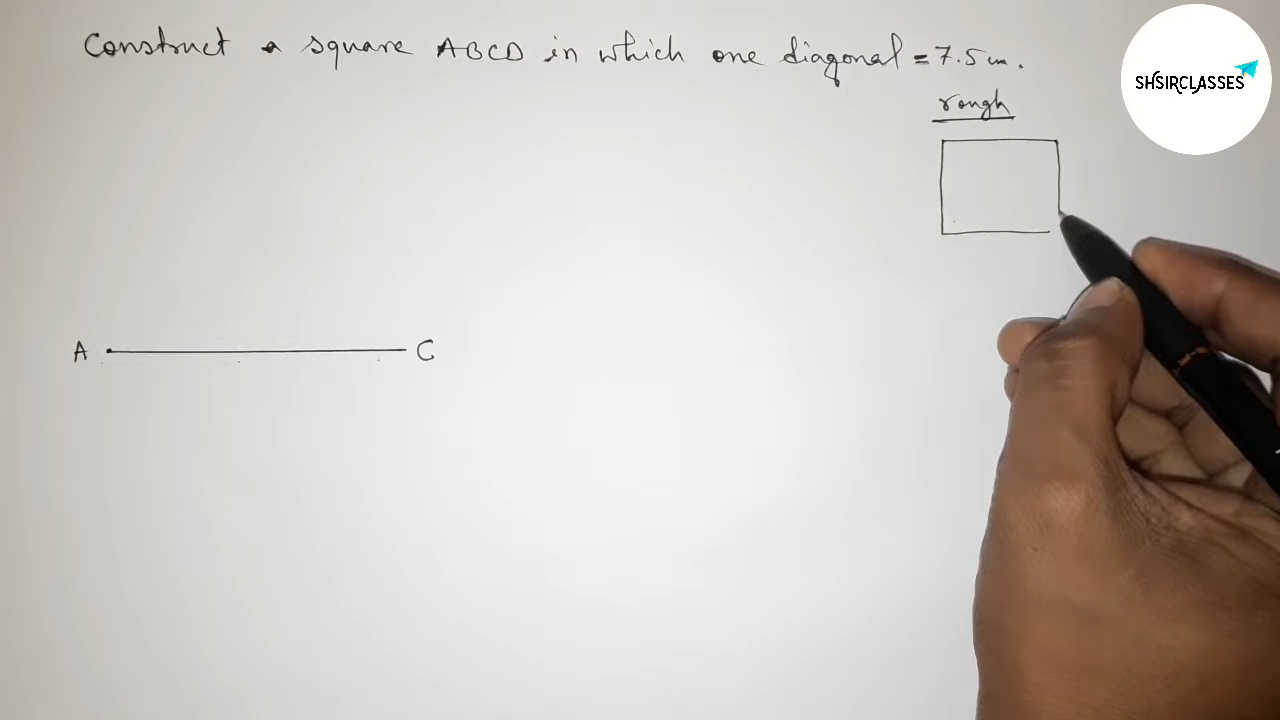 Construct a square ABCD in which one diagonal = 7.5 cm.
SHSIRCLASSES
rough
A C